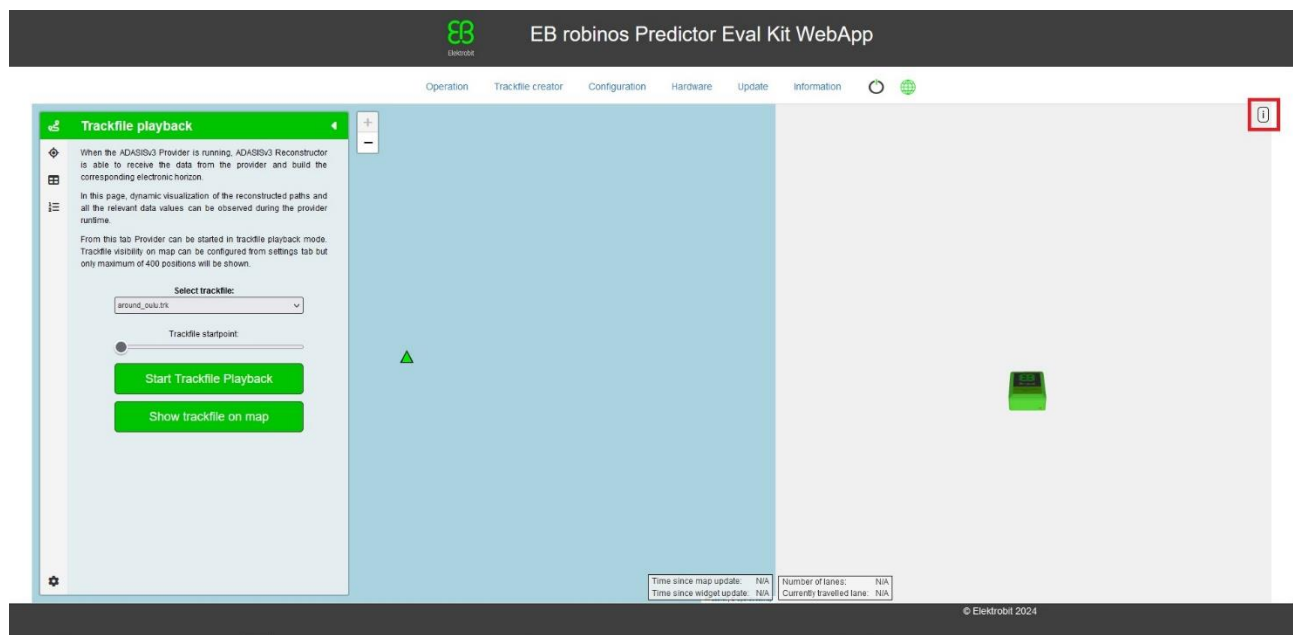 EB
Elektrobit
EB robinos Predictor Eval Kit WebApp
Operation Trackfile creator Configuration Hardware Update Information
i
Trackfile playback
+
−
When the ADASISv3 Provider is running, ADASISv3 Reconstructor
is able to receive the data from the provider and build the
corresponding electronic horizon.
In this page, dynamic visualization of the reconstructed paths and
all the relevant data values can be observed during the provider
runtime.
From this tab Provider can be started in trackfile playback mode.
Trackfile visibility on map can be configured from settings tab but
only maximum of 400 positions will be shown.
Select trackfile:
around_oulu.trk
Trackfile startpoint:
Start Trackfile Playback
Show trackfile on map
Time since map update: N/A
Time since widget update: N/A
Number of lanes: N/A
Currently travelled lane: N/A
© Elektrobit 2024